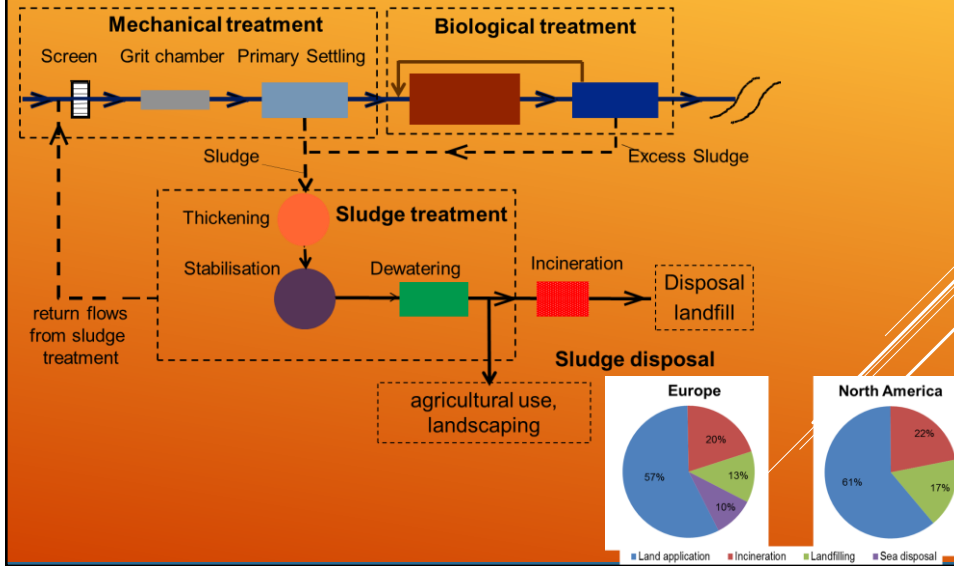 Mechanical treatment
Biological treatment
Screen
Grit chamber
Primary Settling
Sludge
Excess Sludge
Thickening
Sludge treatment
Stabilisation
Dewatering
Incineration
Disposal
landfill
return flows
from sludge
treatment
Sludge disposal
agricultural use,
landscaping
Europe
20%
13%
10%
57%
North America
22%
17%
61%
Land application
Incineration
Landfilling
Sea disposal